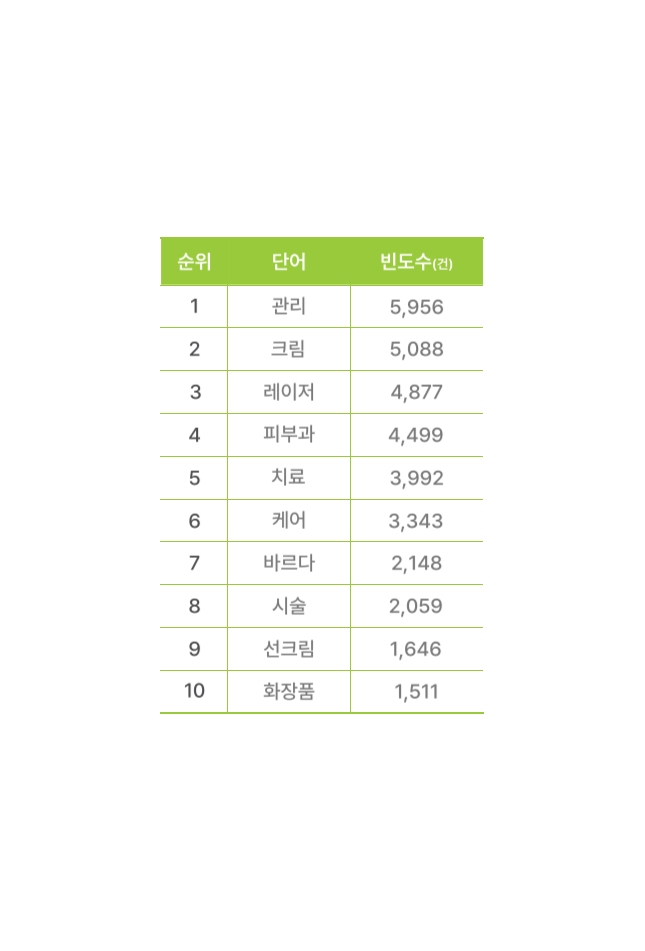 순위 단어 빈도수(건)
1 관리 5,956
2 크림 5,088
3 레이저 4,877
4 피부과 4,499
5 치료 3,992
6 케어 3,343
7 바르다 2,148
8 시술 2,059
9 선크림 1,646
10 화장품 1,511